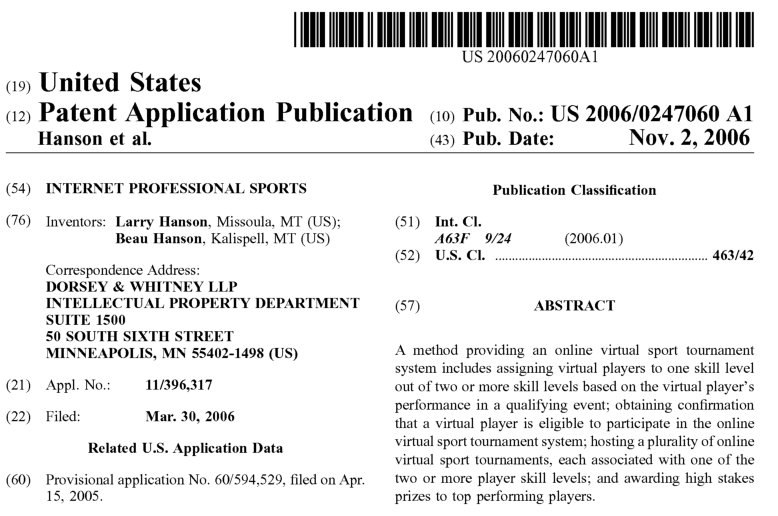 US 20060247060A1
(19) United States
(12) Patent Application Publication
Hanson et al.
(10) Pub. No.: US 2006/0247060 A1
(43) Pub. Date: Nov. 2, 2006
(54) INTERNET PROFESSIONAL SPORTS
(76) Inventors: Larry Hanson, Missoula, MT (US);
Beau Hanson, Kalispell, MT (US)
Correspondence Address:
DORSEY & WHITNEY LLP
INTELLECTUAL PROPERTY DEPARTMENT
SUITE 1500
50 SOUTH SIXTH STREET
MINNEAPOLIS, MN 55402-1498 (US)
(21) Appl. No.: 11/396,317
(22) Filed: Mar. 30, 2006
Related U.S. Application Data
(60) Provisional application No. 60/594,529, filed on Apr.
15, 2005.
Publication Classification
(51) Int. Cl.
A63F 9/24 (2006.01)
(52) U.S. Cl. .............................................................. 463/42
(57) ABSTRACT
A method providing an online virtual sport tournament
system includes assigning virtual players to one skill level
out of two or more skill levels based on the virtual player's
performance in a qualifying event; obtaining confirmation
that a virtual player is eligible to participate in the online
virtual sport tournament system; hosting a plurality of online
virtual sport tournaments, each associated with one of the
two or more player skill levels; and awarding high stakes
prizes to top performing players.